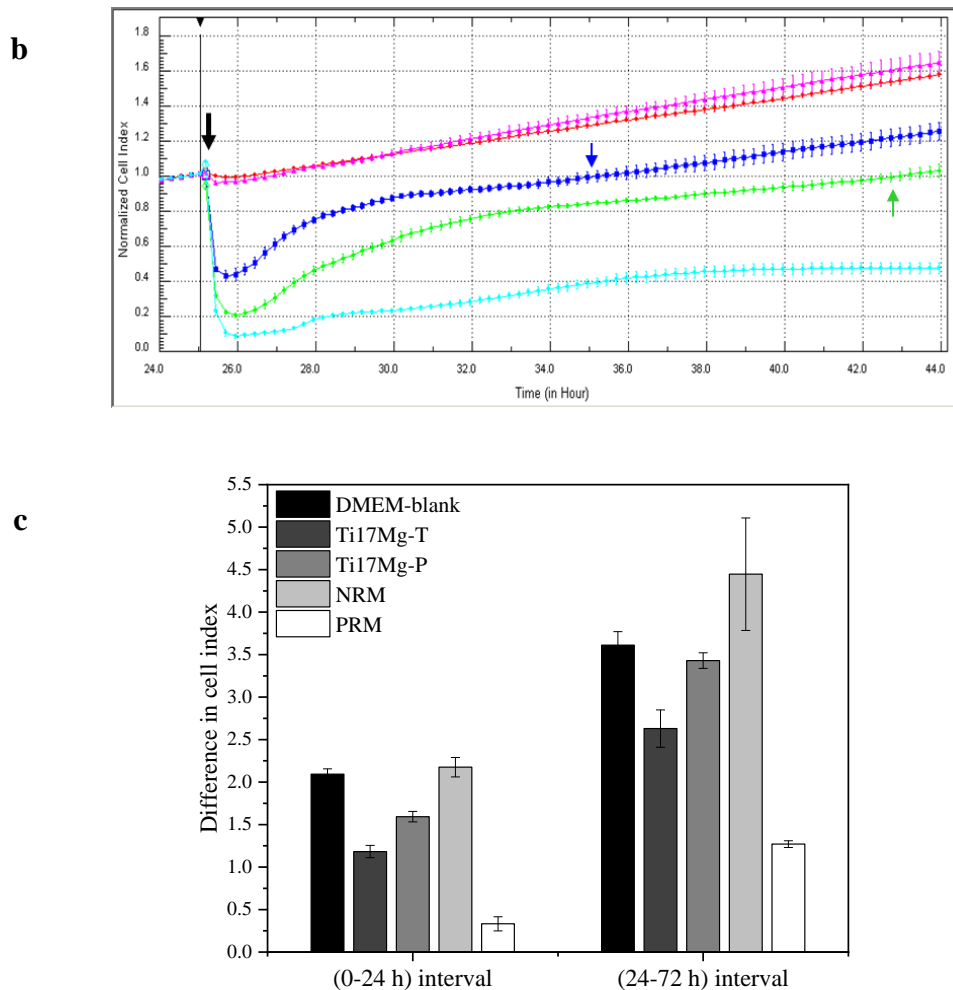 b
Normalized Cell Index
1.8
1.6
1.4
1.2
1.0
0.8
0.6
0.4
0.2
0.0
24.0 26.0 28.0 30.0 32.0 34.0 36.0 38.0 40.0 42.0 44.0
Time (in Hour)
c
Difference in cell index
5.5
5.0
4.5
4.0
3.5
3.0
2.5
2.0
1.5
1.0
0.5
0.0
DMEM-blank
Ti17Mg-T
Ti17Mg-P
NRM
PRM
(0-24 h) interval (24-72 h) interval